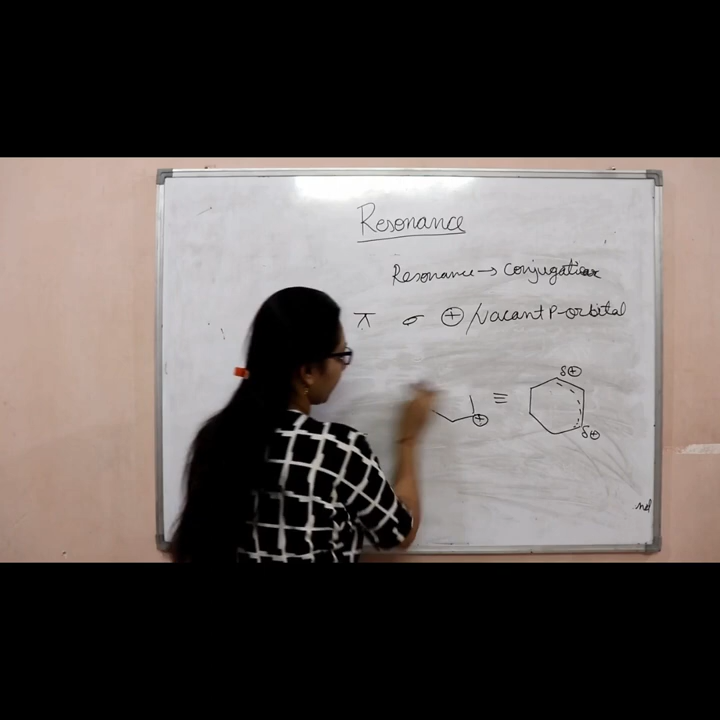 Resonance
Resonance → Conjugation
π σ ⊕/Vacant P-orbital
δ⊕
⊕ ≡
δ⊕